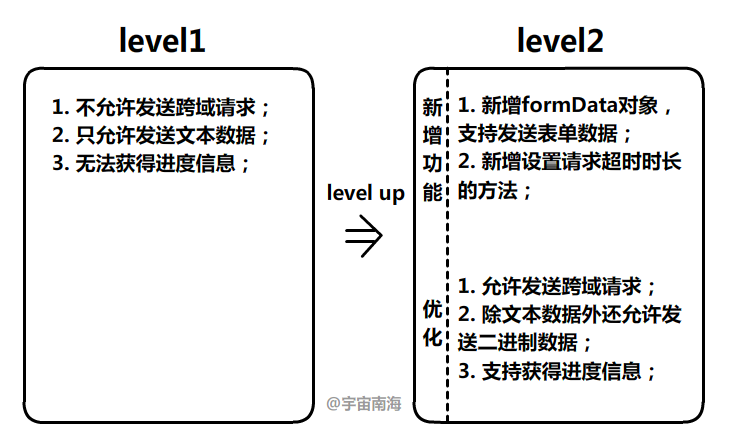 level1
1. 不允许发送跨域请求；
2. 只允许发送文本数据；
3. 无法获得进度信息；
level up
level2
新增功能
1. 新增formData对象，
支持发送表单数据；
2. 新增设置请求超时时长
的方法；
优化
1. 允许发送跨域请求；
2. 除文本数据外还允许发
送二进制数据；
3. 支持获得进度信息；
@宇宙南海